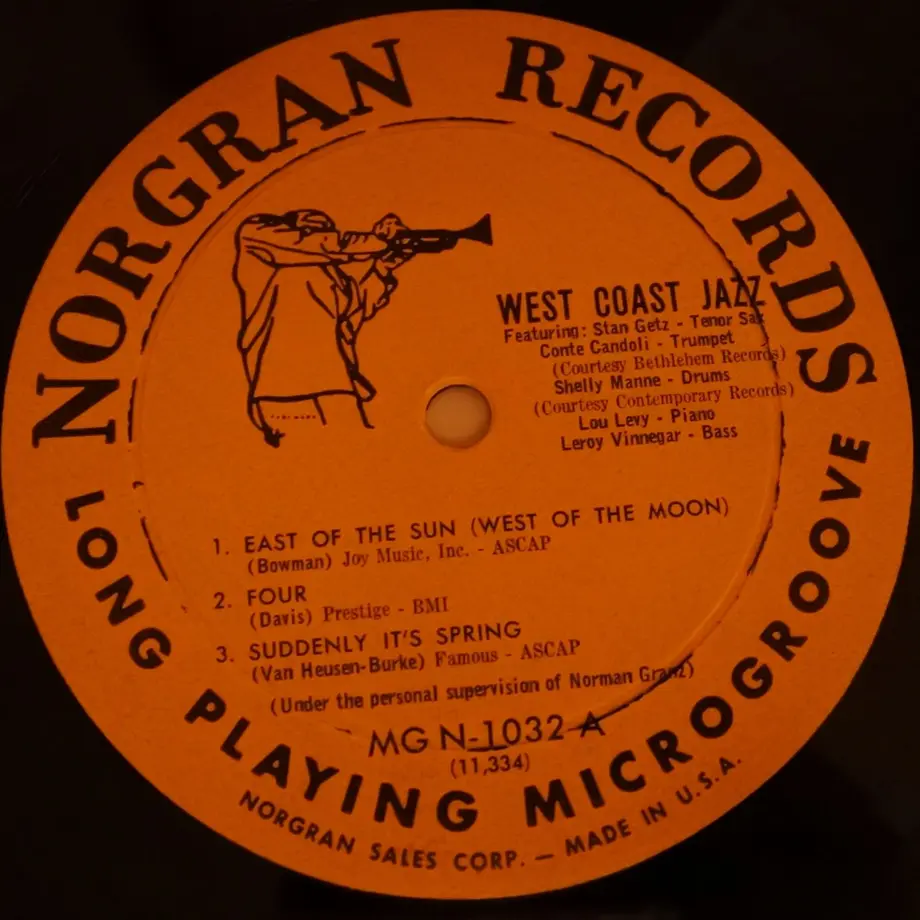 NORGRAN RECORDS
WEST COAST JAZZ
Featuring: Stan Getz - Tenor Sax
Conte Candoli - Trumpet
(Courtesy Bethlehem Records)
Shelly Manne - Drums
(Courtesy Contemporary Records)
Lou Levy - Piano
Leroy Vinnegar - Bass
1. EAST OF THE SUN (WEST OF THE MOON)
(Bowman) Joy Music, Inc. - ASCAP
2. FOUR
(Davis) Prestige - BMI
3. SUDDENLY IT'S SPRING
(Van Heusen-Burke) Famous - ASCAP
(Under the personal supervision of Norman Granz)
MG N-1032-A
(11,334)
LONG PLAYING MICROGROOVE
NORGRAN SALES CORP. — MADE IN U.S.A.